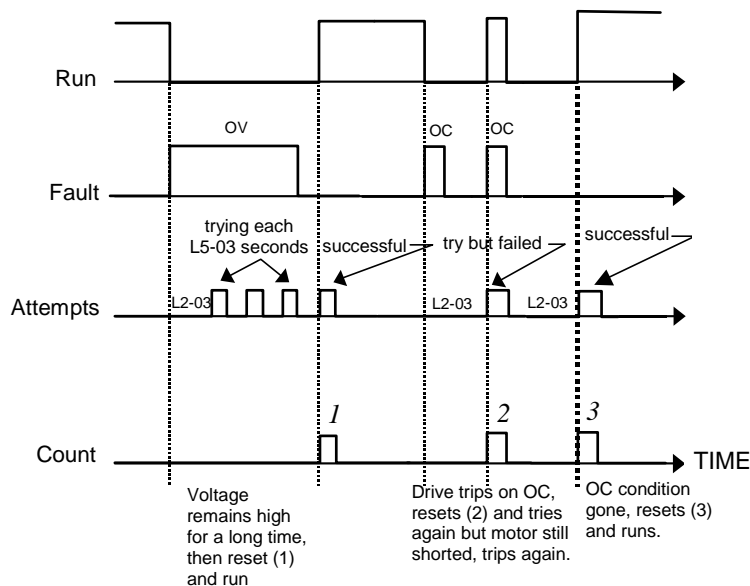 Run
OV
OC
OC
Fault
trying each
L5-03 seconds
successful
try but failed
successful
L2-03
L2-03
L2-03
Attempts
1
2
3
Count
TIME
Voltage
remains high
for a long time,
then reset (1)
and run
Drive trips on OC,
resets (2) and tries
again but motor still
shorted, trips again.
OC condition
gone, resets (3)
and runs.